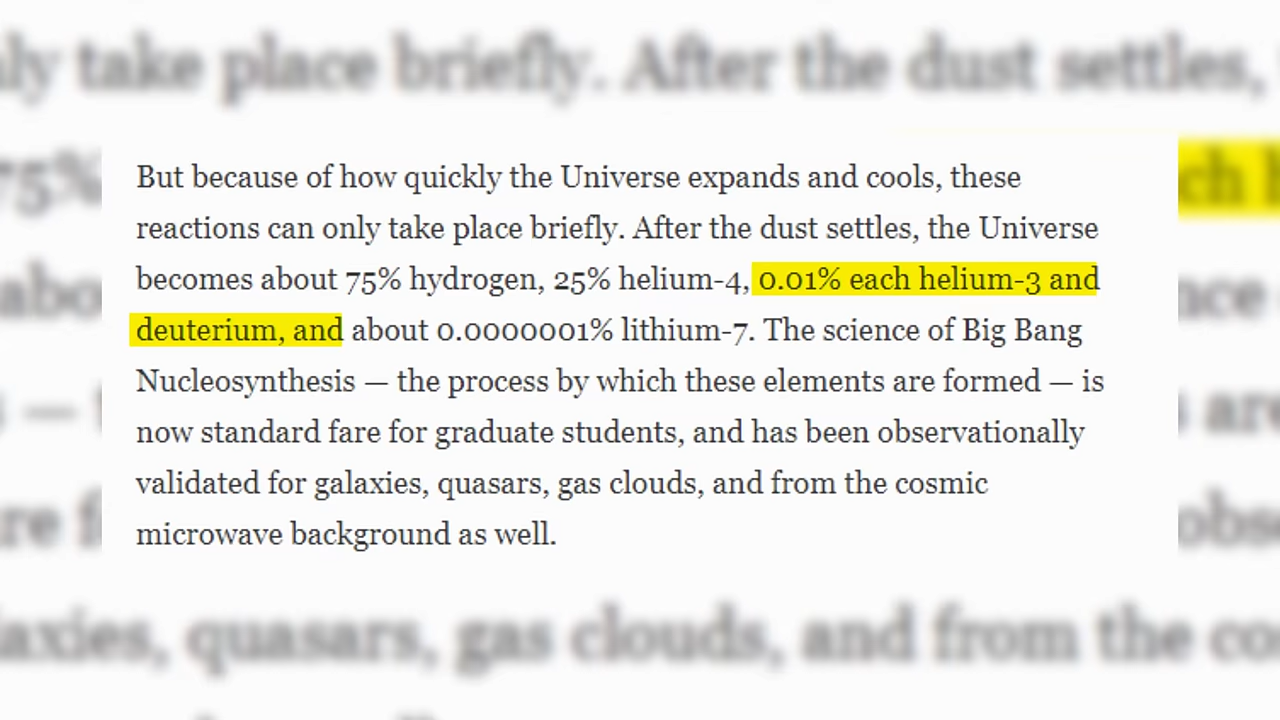 But because of how quickly the Universe expands and cools, these
reactions can only take place briefly. After the dust settles, the Universe
becomes about 75% hydrogen, 25% helium-4, 0.01% each helium-3 and
deuterium, and about 0.0000001% lithium-7. The science of Big Bang
Nucleosynthesis — the process by which these elements are formed — is
now standard fare for graduate students, and has been observationally
validated for galaxies, quasars, gas clouds, and from the cosmic
microwave background as well.